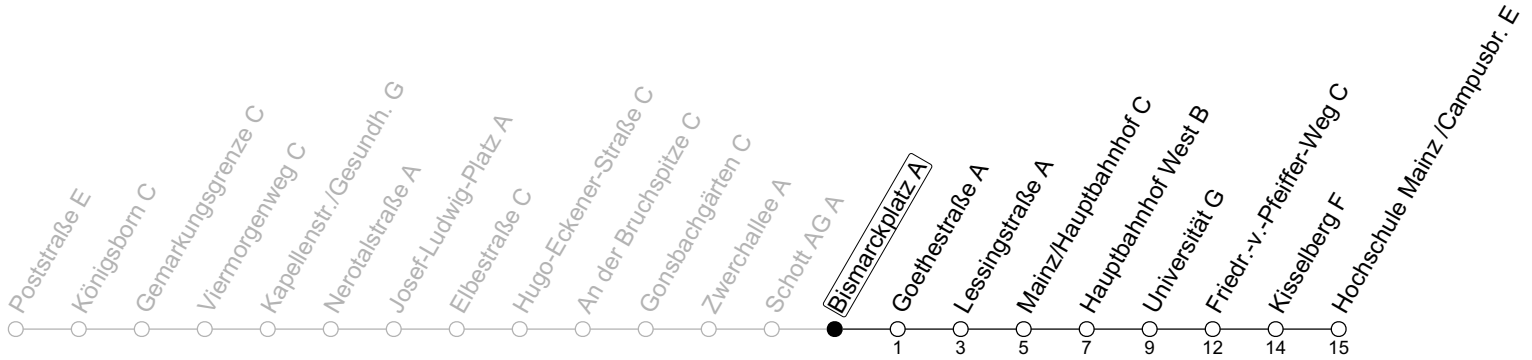 Poststraße E
Königsborn C
Gemarkungsgrenze C
Viermorgenweg C
Kapellenstr./Gesundh. G
Nerotalstraße A
Josef-Ludwig-Platz A
Elbestraße C
Hugo-Eckener-Straße C
An der Bruchspitze C
Gonsbachgärten C
Zwerchallee A
Schott AG A
Bismarckplatz A
Goethestraße A
Lessingstraße A
Mainz/Hauptbahnhof C
Hauptbahnhof West B
Universität G
Friedr.-v.-Pfeiffer-Weg C
Kisselberg F
Hochschule Mainz /Campusbr. E
1 3 5 7 9 12 14 15